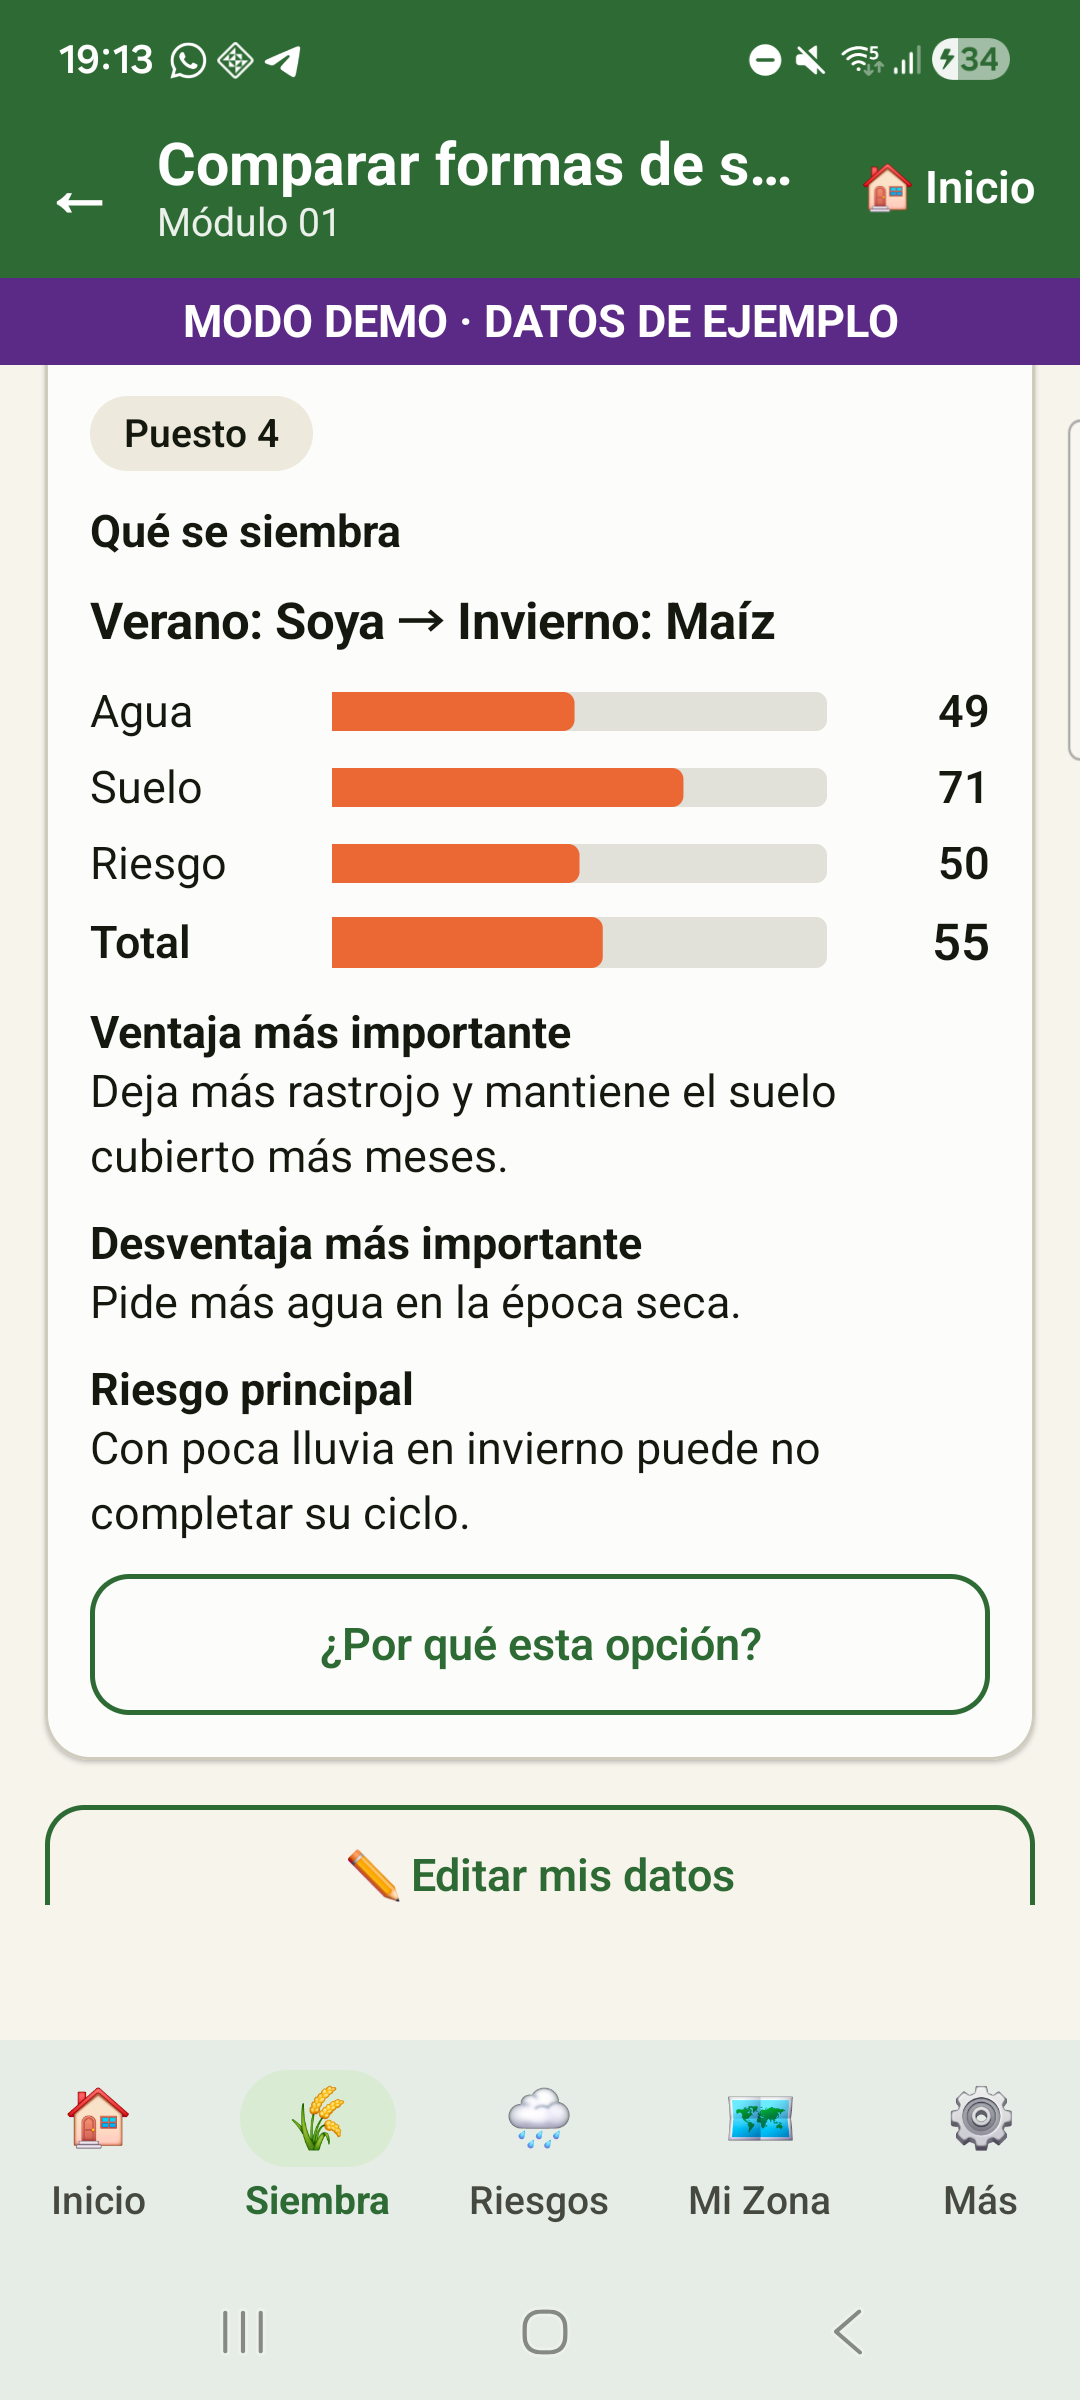 19:13
5
34
←
Comparar formas de s...
Módulo 01
Inicio
MODO DEMO · DATOS DE EJEMPLO
Puesto 4
Qué se siembra
Verano: Soya → Invierno: Maíz
Agua 49
Suelo 71
Riesgo 50
Total 55
Ventaja más importante
Deja más rastrojo y mantiene el suelo
cubierto más meses.
Desventaja más importante
Pide más agua en la época seca.
Riesgo principal
Con poca lluvia en invierno puede no
completar su ciclo.
¿Por qué esta opción?
Editar mis datos
Inicio
Siembra
Riesgos
Mi Zona
Más